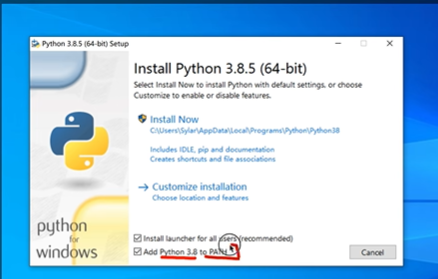 Python 3.8.5 (64-bit) Setup
Install Python 3.8.5 (64-bit)
Select Install Now to install Python with default settings, or choose
Customize to enable or disable features.
Install Now
C:\Users\Sylar\AppData\Local\Programs\Python\Python38
Includes IDLE, pip and documentation
Creates shortcuts and file associations
Customize installation
Choose location and features
python
for
windows
Install launcher for all users (recommended)
Add Python 3.8 to PATH
Cancel